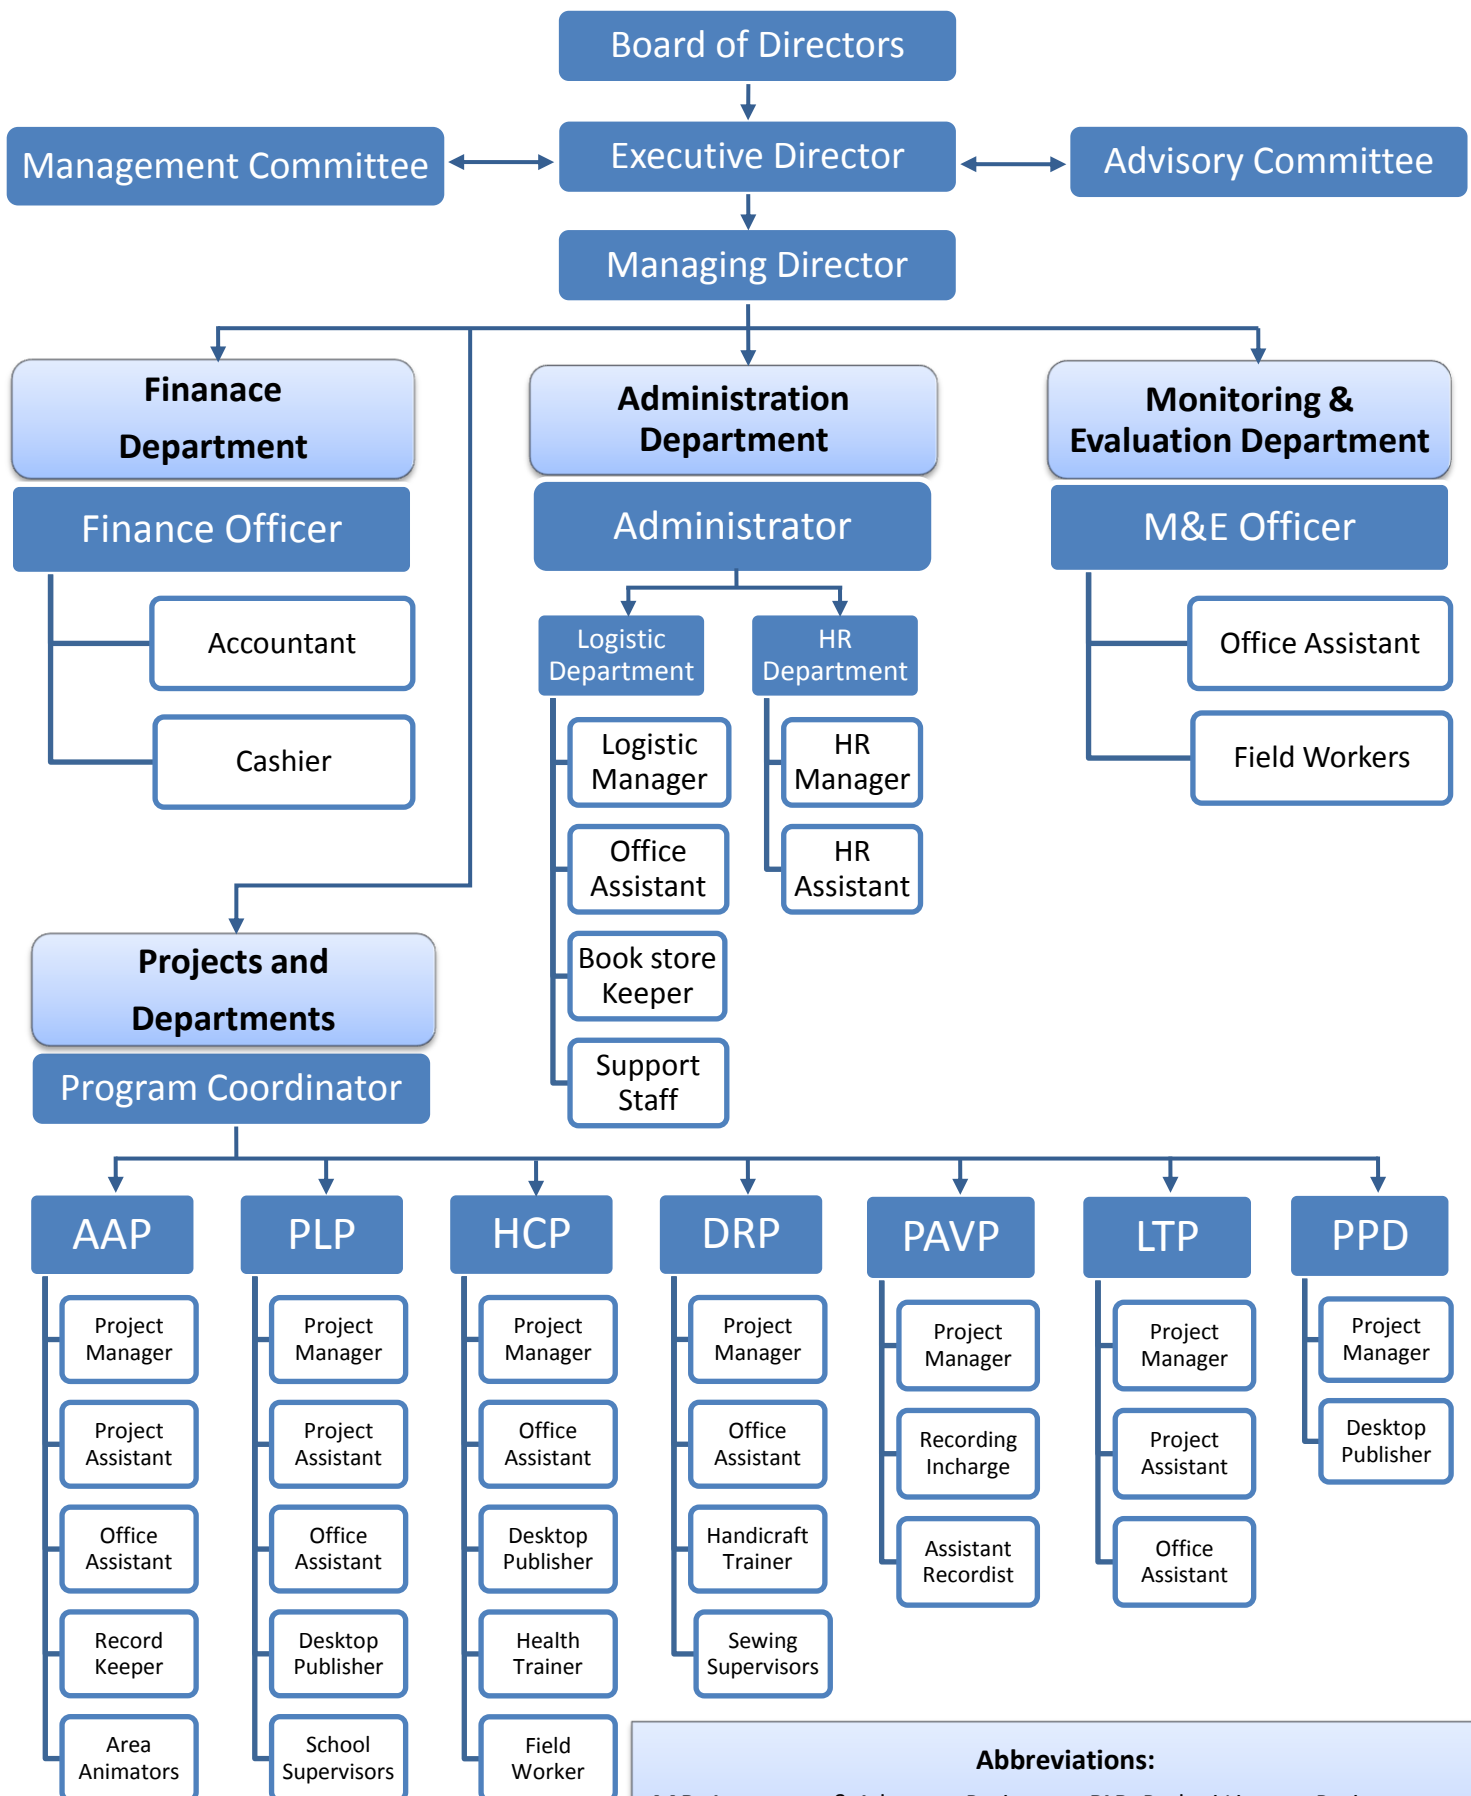 Board of Directors
Management Committee
Executive Director
Advisory Committee
Managing Director
Finanace
Department
Administration
Department
Monitoring &
Evaluation Department
Finance Officer
Administrator
M&E Officer
Accountant
Cashier
Logistic
Department
HR
Department
Office Assistant
Field Workers
Logistic
Manager
HR
Manager
Office
Assistant
HR
Assistant
Book store
Keeper
Support
Staff
Projects and
Departments
Program Coordinator
AAP
PLP
HCP
DRP
PAVP
LTP
PPD
Project
Manager
Project
Assistant
Office
Assistant
Record
Keeper
Area
Animators
Project
Manager
Project
Assistant
Office
Assistant
Desktop
Publisher
School
Supervisors
Project
Manager
Office
Assistant
Desktop
Publisher
Health
Trainer
Field
Worker
Project
Manager
Office
Assistant
Handicraft
Trainer
Sewing
Supervisors
Project
Manager
Recording
Incharge
Assistant
Recordist
Project
Manager
Project
Assistant
Office
Assistant
Project
Manager
Desktop
Publisher
Abbreviations: